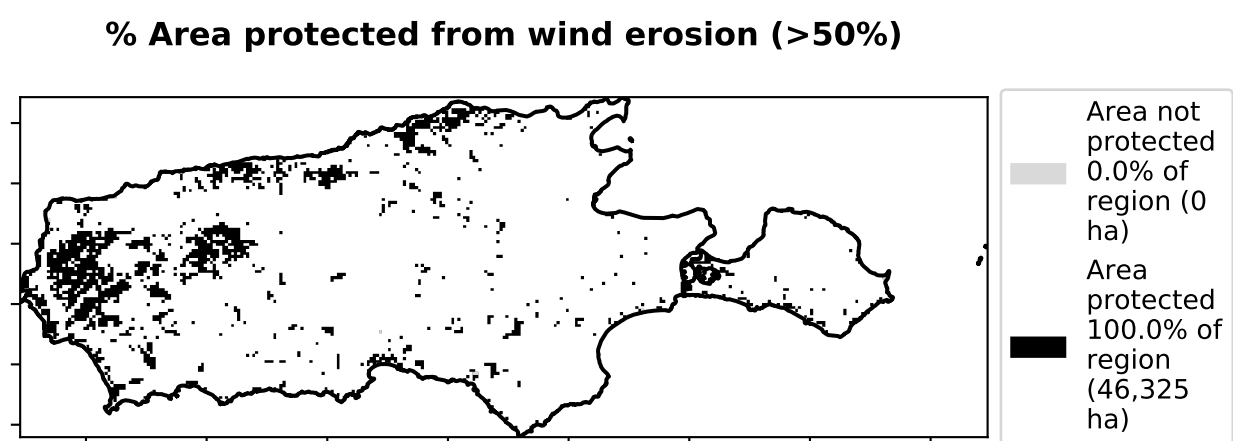 % Area protected from wind erosion (>50%)
Area not
protected
0.0% of
region (0
ha)
Area
protected
100.0% of
region
(46,325
ha)